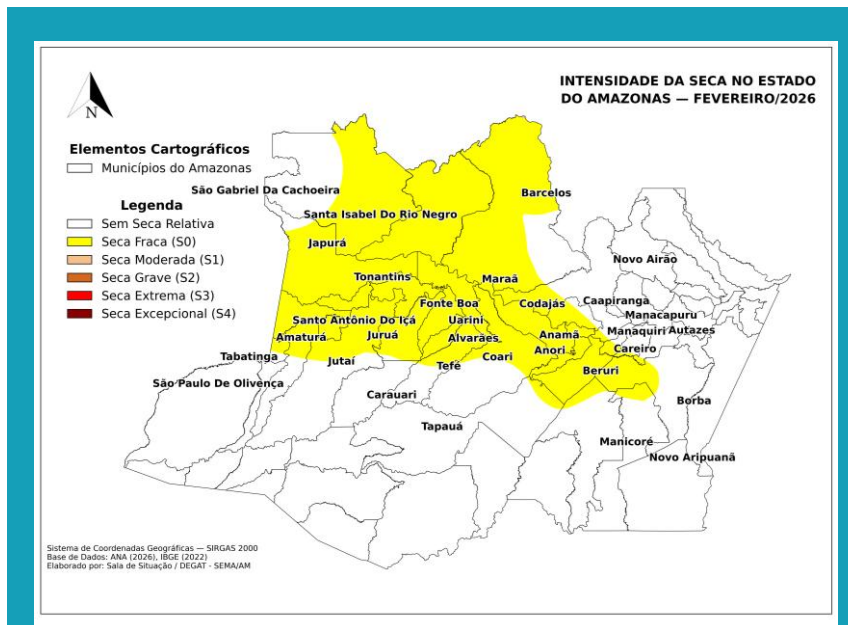 INTENSIDADE DA SECA NO ESTADO
DO AMAZONAS — FEVEREIRO/2026
N
Elementos Cartográficos
Municípios do Amazonas
Legenda
Sem Seca Relativa
Seca Fraca (S0)
Seca Moderada (S1)
Seca Grave (S2)
Seca Extrema (S3)
Seca Excepcional (S4)
São Gabriel Da Cachoeira
Barcelos
Santa Isabel Do Rio Negro
Japurá
Novo Airão
Tonantins
Maraã
Fonte Boa
Codajás
Caapiranga
Manacapuru
Santo Antônio Do Içá
Uarini
Manaquiri
Autazes
Amaturá
Juruá
Alvarães
Anamã
Anori
Careiro
Tabatinga
Jutaí
Tefé
Coari
Beruri
São Paulo De Olivença
Carauari
Borba
Tapauá
Manicoré
Novo Aripuanã
Sistema de Coordenadas Geográficas — SIRGAS 2000
Base de Dados: ANA (2026), IBGE (2022)
Elaborado por: Sala de Situação / DEGAT - SEMA/AM